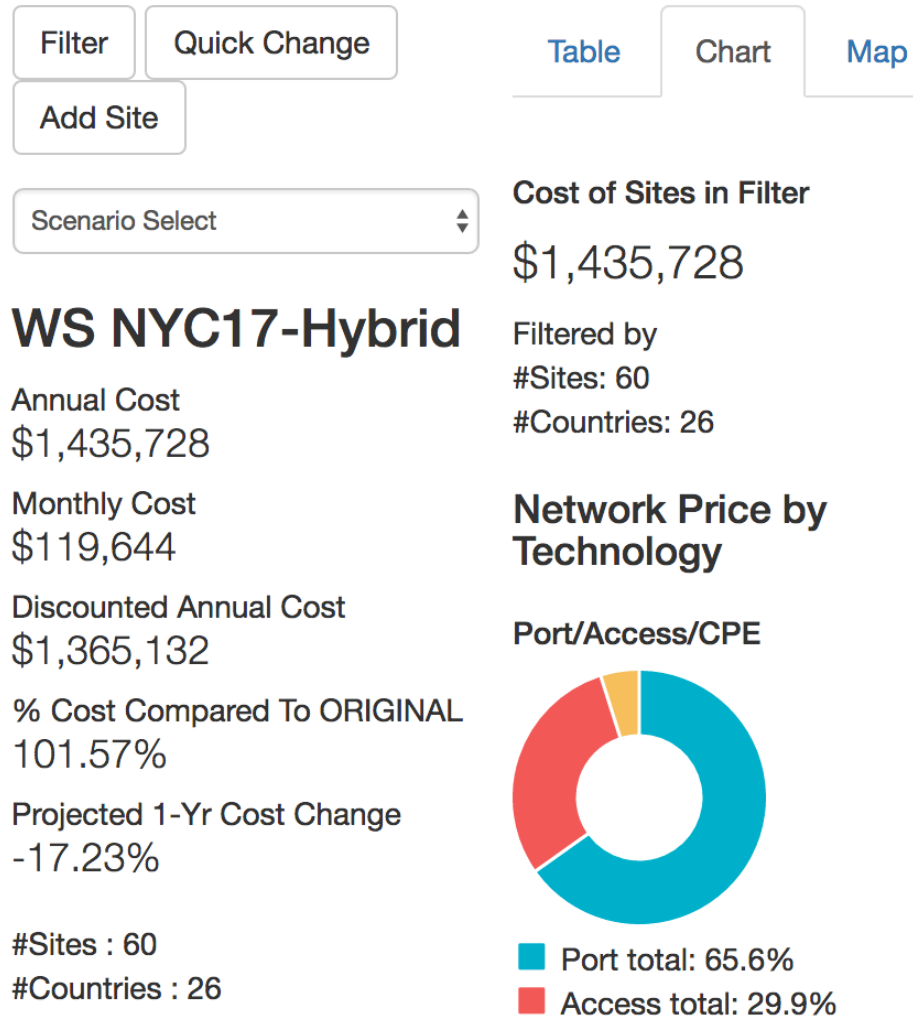 Filter
Quick Change
Add Site
Scenario Select
WS NYC17-Hybrid
Annual Cost
$1,435,728
Monthly Cost
$119,644
Discounted Annual Cost
$1,365,132
% Cost Compared To ORIGINAL
101.57%
Projected 1-Yr Cost Change
-17.23%
#Sites : 60
#Countries : 26
Table
Chart
Map
Cost of Sites in Filter
$1,435,728
Filtered by
#Sites: 60
#Countries: 26
Network Price by
Technology
Port/Access/CPE
Port total: 65.6%
Access total: 29.9%